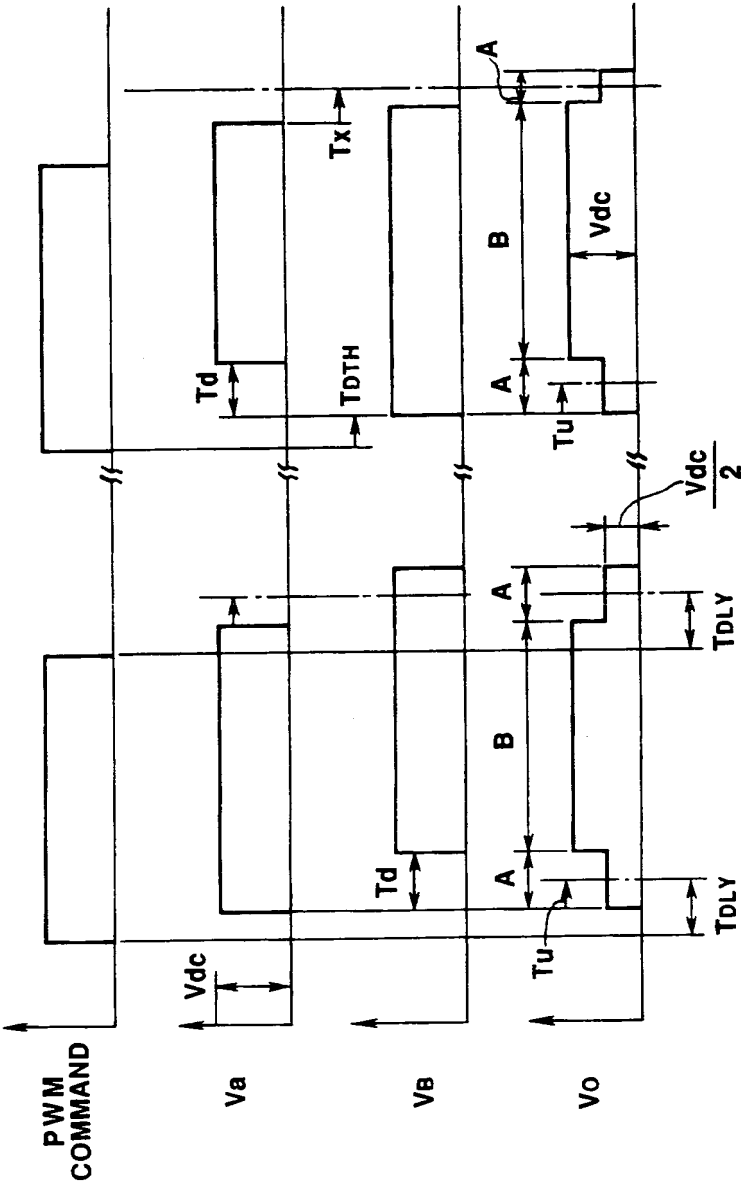 PWM
COMMAND
Va
Vdc
Td
Tx
VB
Td
TDTH
Vo
Tu
A
B
A
Vdc
2
Tu
A
B
A
Vdc
TDLY
TDLY